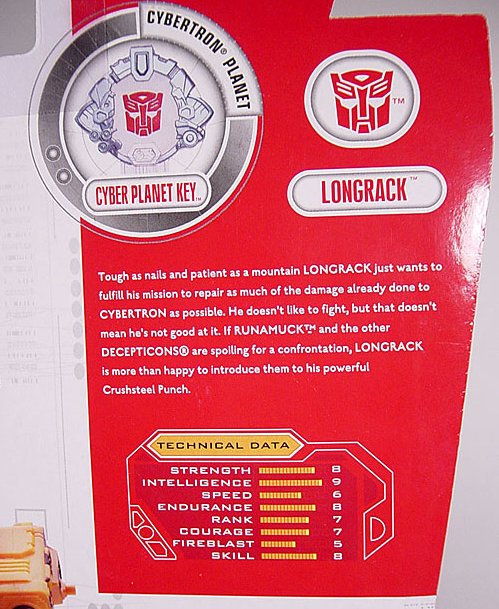 CYBERTRON® PLANET
CYBER PLANET KEY™
TM
LONGRACK™
Tough as nails and patient as a mountain LONGRACK just wants to
fulfill his mission to repair as much of the damage already done to
CYBERTRON as possible. He doesn't like to fight, but that doesn't
mean he's not good at it. If RUNAMUCK™ and the other
DECEPTICONS® are spoiling for a confrontation, LONGRACK
is more than happy to introduce them to his powerful
Crushsteel Punch.
TECHNICAL DATA
STRENGTH 8
INTELLIGENCE 9
SPEED 6
ENDURANCE 8
RANK 7
COURAGE 7
FIREBLAST 5
SKILL 8